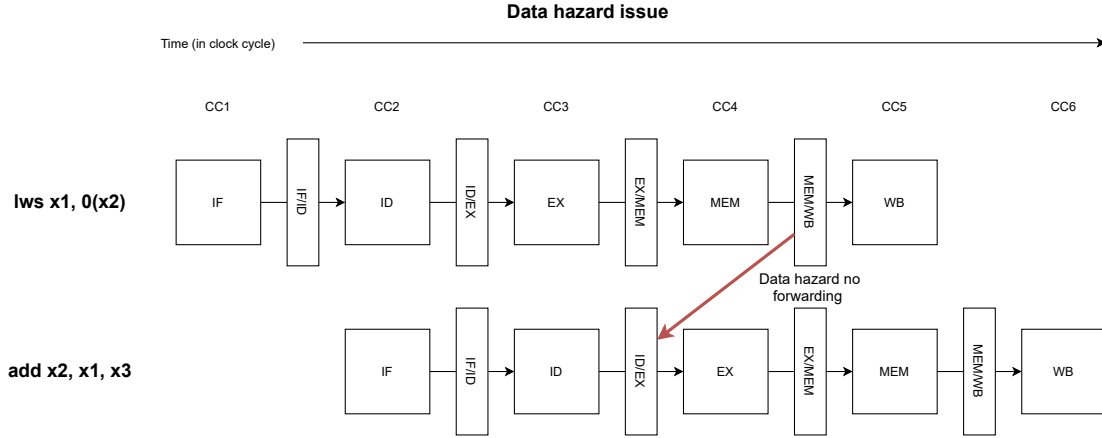 Data hazard issue
Time (in clock cycle)
CC1 CC2 CC3 CC4 CC5 CC6
lws x1, 0(x2)
IF IF/ID ID ID/EX EX EX/MEM MEM MEM/WB WB
Data hazard no
forwarding
add x2, x1, x3
IF IF/ID ID ID/EX EX EX/MEM MEM MEM/WB WB